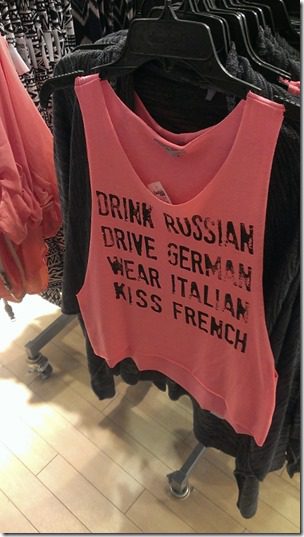 DRINK RUSSIAN
DRIVE GERMAN
WEAR ITALIAN
KISS FRENCH